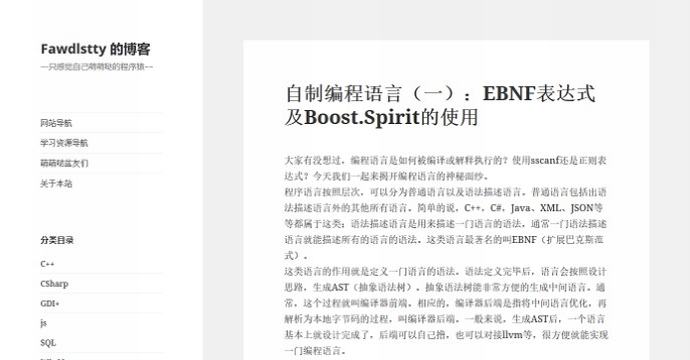 Fawdlstty 的博客
一只感觉自己萌萌哒的程序猿~~
网站导航
学习资源导航
萌萌哒盆友们
关于本站
分类目录
C++
CSharp
GDI+
js
SQL
自制编程语言（一）：EBNF表达式
及Boost.Spirit的使用
大家有没想过，编程语言是如何被编译或解释执行的？使用sscanf还是正则表
达式？今天我们一起来揭开编程语言的神秘面纱。
程序语言按照层次，可以分为普通语言以及语法描述语言。普通语言包括出语
法描述语言外的其他所有语言。简单的说，C++，C#，Java、XML、JSON等
等都属于这类；语法描述语言是用来描述一门语言的语法，通常一门语法描述
语言就能描述所有的语言的语法。这类语言最著名的叫EBNF（扩展巴克斯范
式）。
这类语言的作用就是定义一门语言的语法。语法定义完毕后，语言会按照设计
思路，生成AST（抽象语法树）。抽象语法树能非常方便的生成中间语言。通
常，这个过程就叫编译器前端。相应的，编译器后端是指将中间语言优化，再
解析为本地字节码的过程，叫编译器后端。一般来说，生成AST后，一个语言
基本上就设计完成了，后端可以自己撸，也可以对接llvm等，很方便就能实现
一门编程语言。